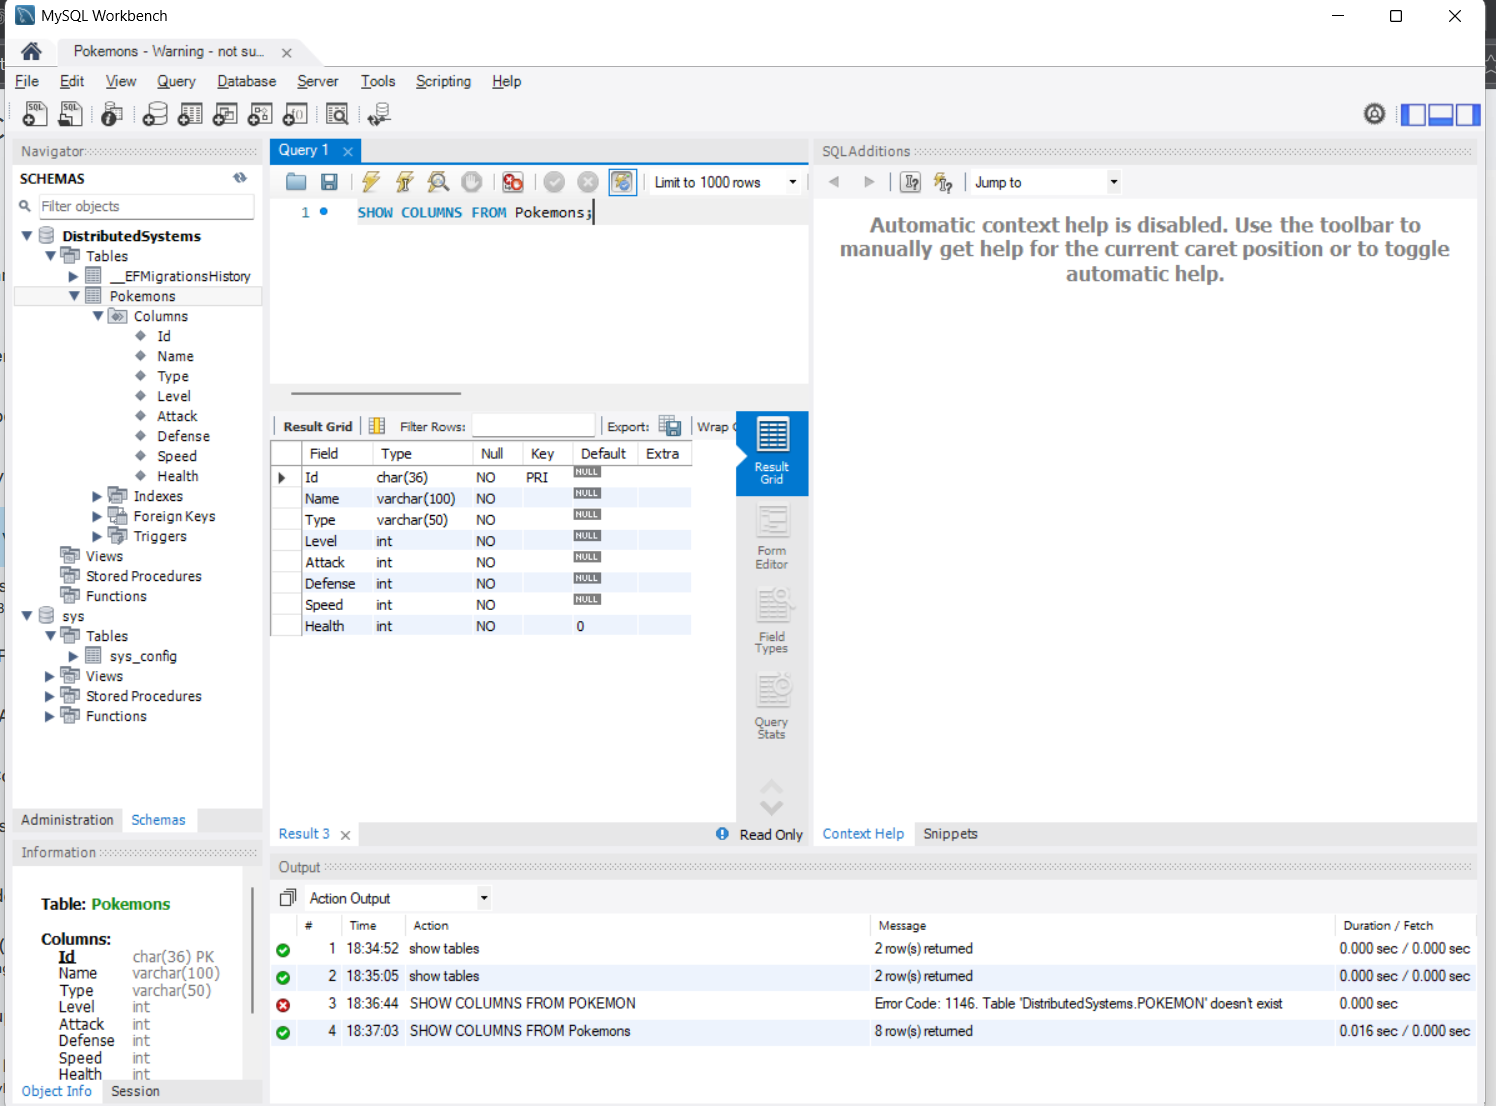 MySQL Workbench
Pokemons - Warning - not su...
File Edit View Query Database Server Tools Scripting Help
Navigator
SCHEMAS
Filter objects
DistributedSystems
Tables
__EFMigrationsHistory
Pokemons
Columns
Id
Name
Type
Level
Attack
Defense
Speed
Health
Indexes
Foreign Keys
Triggers
Views
Stored Procedures
Functions
sys
Tables
sys_config
Views
Stored Procedures
Functions
Administration Schemas
Information
Table: Pokemons
Columns:
Id char(36) PK
Name varchar(100)
Type varchar(50)
Level int
Attack int
Defense int
Speed int
Health int
Object Info Session
Query 1
Limit to 1000 rows
1 SHOW COLUMNS FROM Pokemons;
Result Grid Filter Rows: Export: Wrap C
Field Type Null Key Default Extra
Id char(36) NO PRI NULL
Name varchar(100) NO NULL
Type varchar(50) NO NULL
Level int NO NULL
Attack int NO NULL
Defense int NO NULL
Speed int NO NULL
Health int NO 0
Result
Grid
Form
Editor
Field
Types
Query
Stats
Result 3 Read Only
SQLAdditions
Jump to
Automatic context help is disabled. Use the toolbar to
manually get help for the current caret position or to toggle
automatic help.
Context Help Snippets
Output
Action Output
# Time Action Message Duration / Fetch
1 18:34:52 show tables 2 row(s) returned 0.000 sec / 0.000 sec
2 18:35:05 show tables 2 row(s) returned 0.000 sec / 0.000 sec
3 18:36:44 SHOW COLUMNS FROM POKEMON Error Code: 1146. Table 'DistributedSystems.POKEMON' doesn't exist 0.000 sec
4 18:37:03 SHOW COLUMNS FROM Pokemons 8 row(s) returned 0.016 sec / 0.000 sec